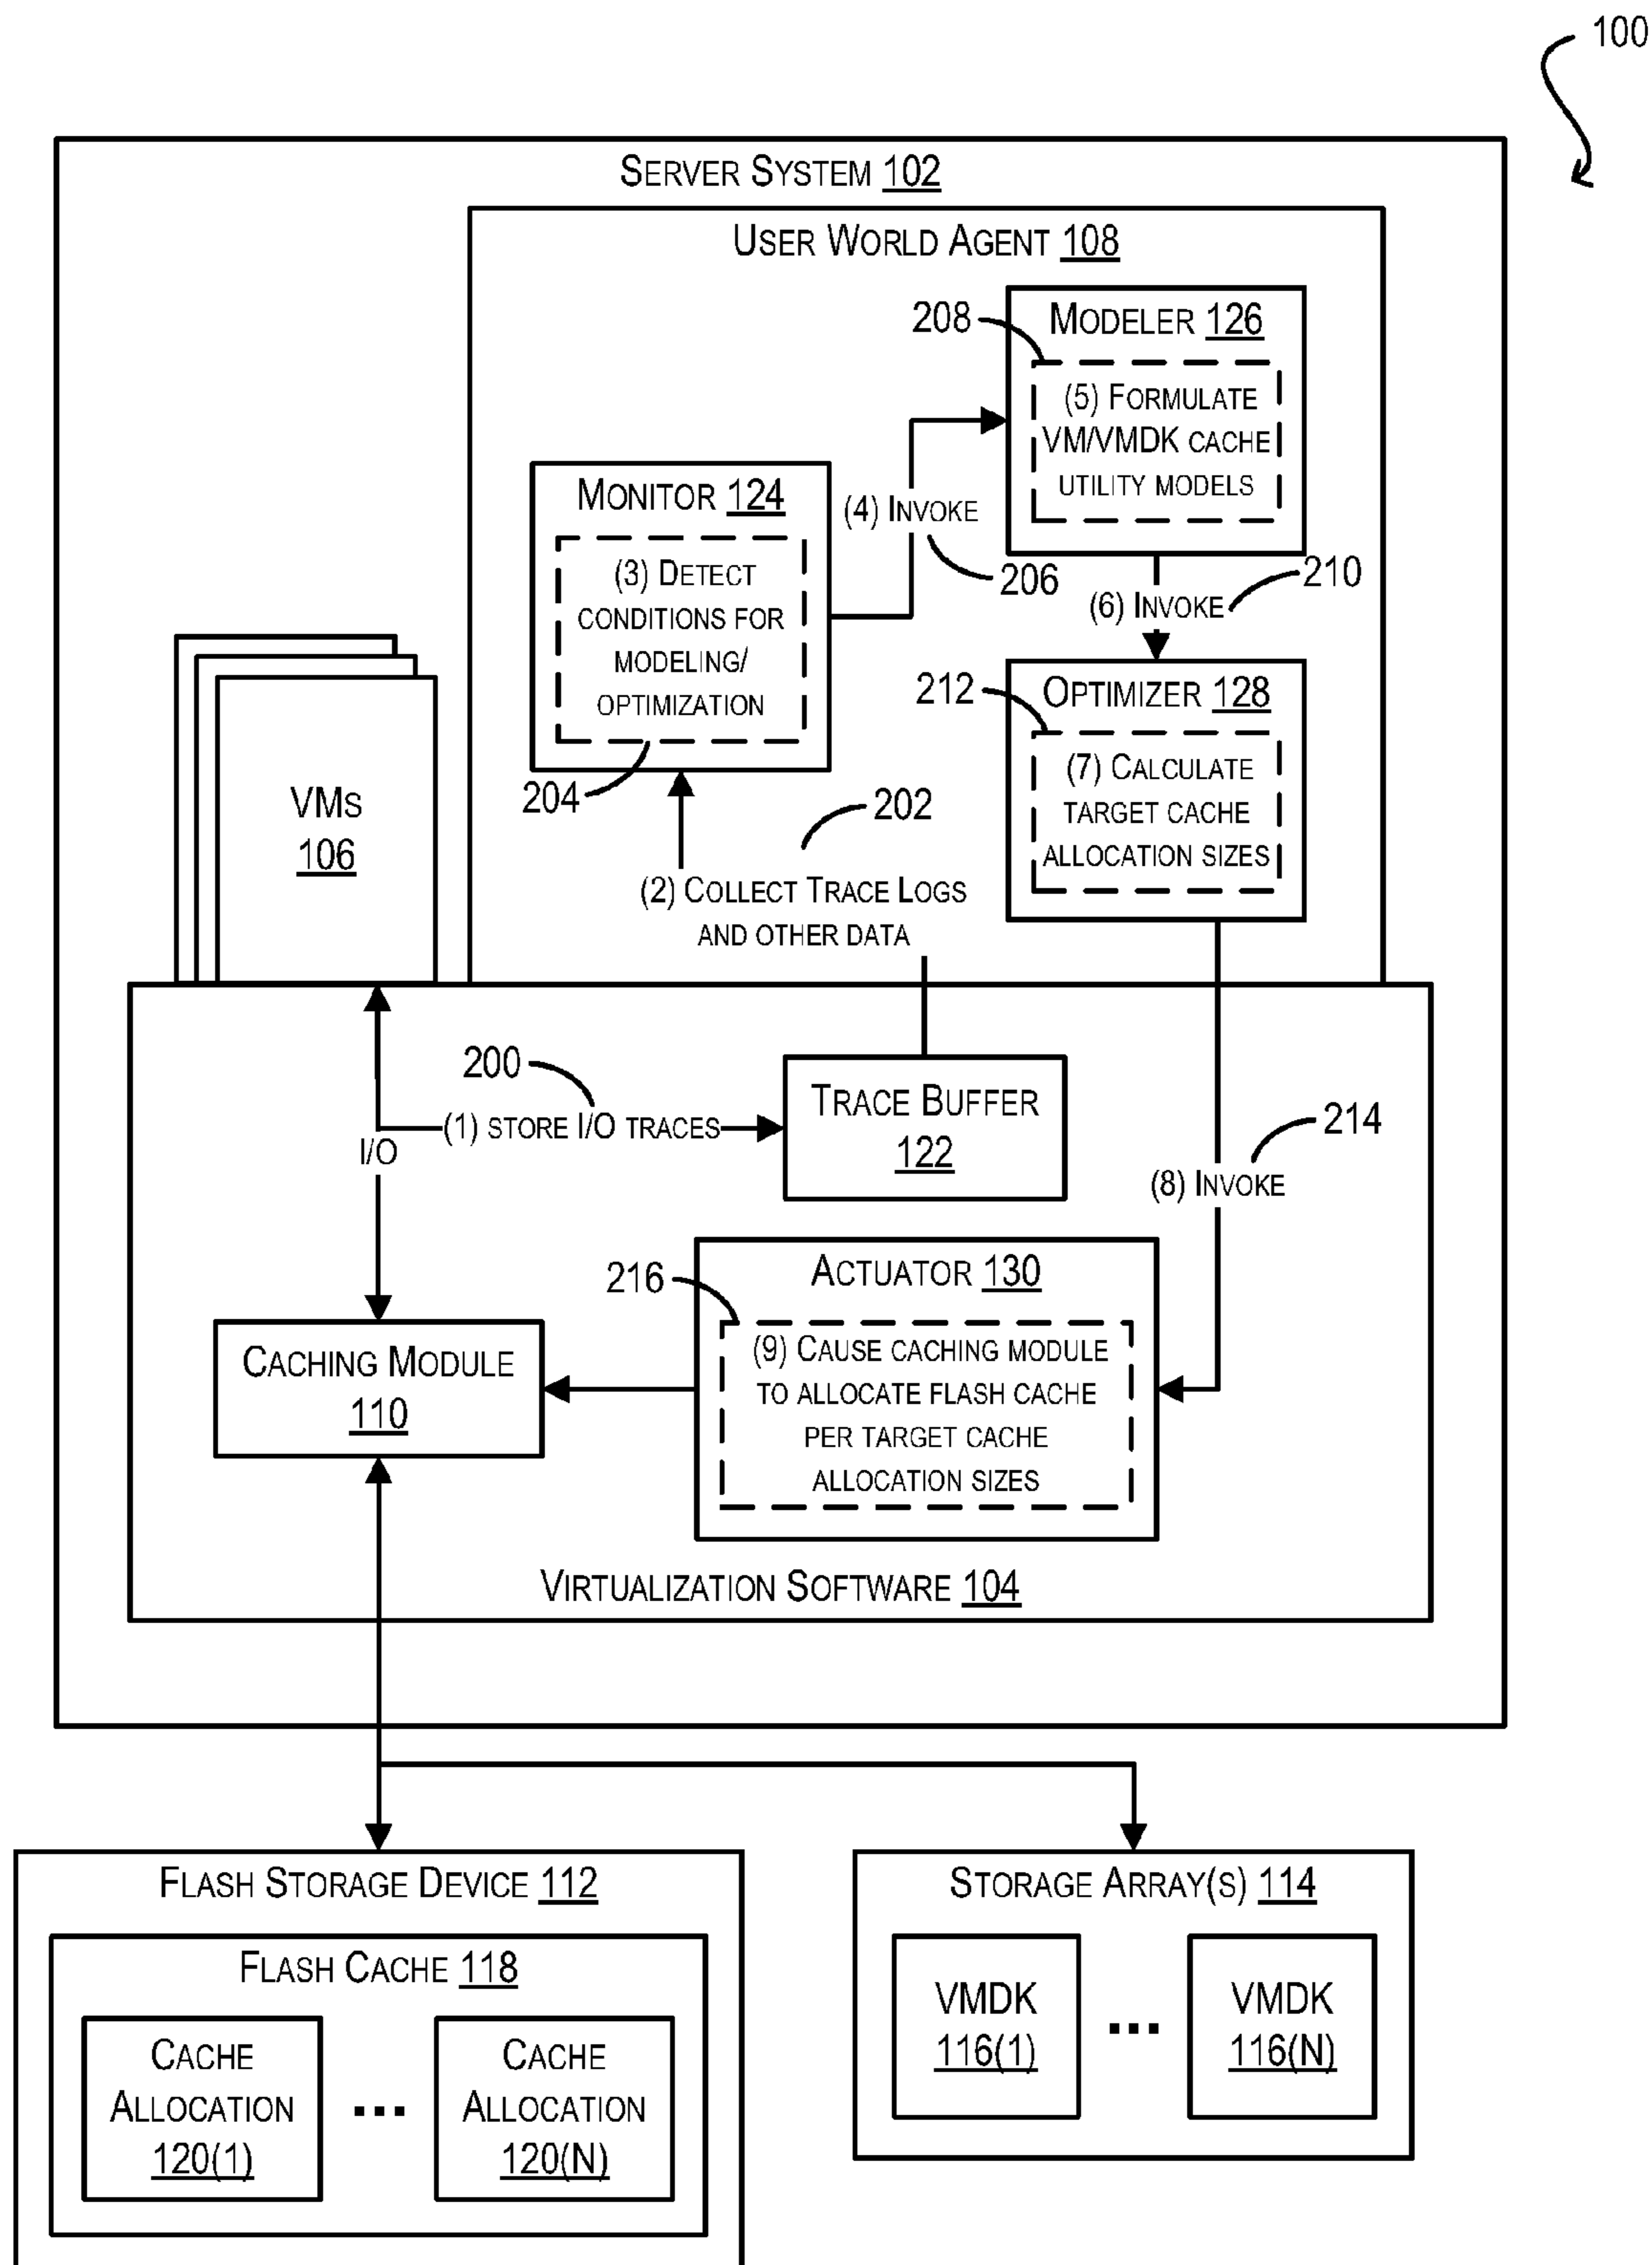 100
SERVER SYSTEM 102
USER WORLD AGENT 108
208
MODELER 126
(5) FORMULATE
VM/VMDK CACHE
UTILITY MODELS
MONITOR 124
(3) DETECT
CONDITIONS FOR
MODELING/
OPTIMIZATION
204
(4) INVOKE
206
(6) INVOKE
210
212
OPTIMIZER 128
(7) CALCULATE
TARGET CACHE
ALLOCATION SIZES
VMS
106
202
(2) COLLECT TRACE LOGS
AND OTHER DATA
200
(1) STORE I/O TRACES
I/O
TRACE BUFFER
122
214
(8) INVOKE
216
ACTUATOR 130
(9) CAUSE CACHING MODULE
TO ALLOCATE FLASH CACHE
PER TARGET CACHE
ALLOCATION SIZES
CACHING MODULE
110
VIRTUALIZATION SOFTWARE 104
FLASH STORAGE DEVICE 112
FLASH CACHE 118
CACHE
ALLOCATION
120(1)
...
CACHE
ALLOCATION
120(N)
STORAGE ARRAY(S) 114
VMDK
116(1)
...
VMDK
116(N)